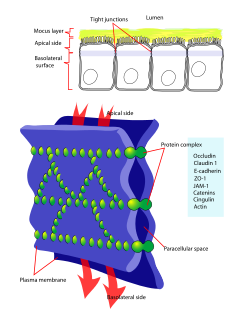 Tight junctions
Lumen
Mocus layer
Apical side
Basolateral
surface
Apical side
Protein complex
Occludin
Claudin 1
E-cadherin
ZO-1
JAM-1
Catenins
Cingulin
Actin
Paracellular space
Plasma membrane
Basolateral side